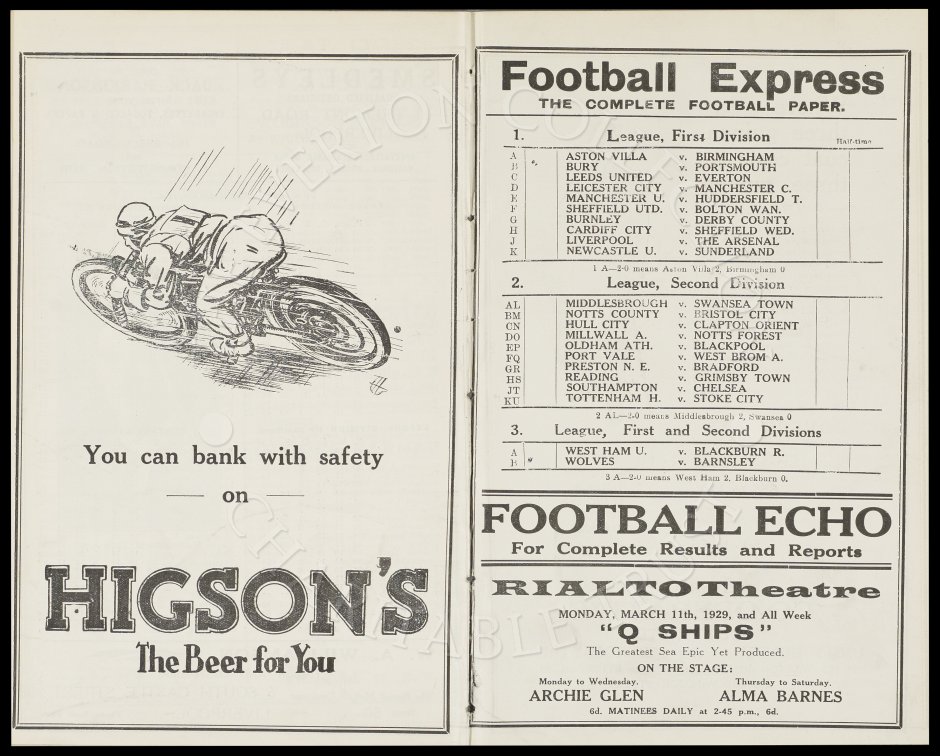 You can bank with safety
on
HIGSON'S
The Beer for You
Football Express
THE COMPLETE FOOTBALL PAPER.
1. League, First Division Half-time
A ASTON VILLA v. BIRMINGHAM
B BURY v. PORTSMOUTH
C LEEDS UNITED v. EVERTON
D LEICESTER CITY v. MANCHESTER C.
E MANCHESTER U. v. HUDDERSFIELD T.
F SHEFFIELD UTD. v. BOLTON WAN.
G BURNLEY v. DERBY COUNTY
H CARDIFF CITY v. SHEFFIELD WED.
J LIVERPOOL v. THE ARSENAL
K NEWCASTLE U. v. SUNDERLAND
1 A—2-0 means Aston Villa 2, Birmingham 0
2. League, Second Division
AL MIDDLESBROUGH v. SWANSEA TOWN
BM NOTTS COUNTY v. BRISTOL CITY
CN HULL CITY v. CLAPTON ORIENT
DO MILLWALL A. v. NOTTS FOREST
EP OLDHAM ATH. v. BLACKPOOL
FQ PORT VALE v. WEST BROM A.
GR PRESTON N. E. v. BRADFORD
HS READING v. GRIMSBY TOWN
JT SOUTHAMPTON v. CHELSEA
KU TOTTENHAM H. v. STOKE CITY
2 AL—2-0 means Middlesbrough 2, Swansea 0
3. League, First and Second Divisions
A WEST HAM U. v. BLACKBURN R.
B WOLVES v. BARNSLEY
3 A—2-0 means West Ham 2, Blackburn 0.
FOOTBALL ECHO
For Complete Results and Reports
RIALTO Theatre
MONDAY, MARCH 11th, 1929, and All Week
"Q SHIPS"
The Greatest Sea Epic Yet Produced.
ON THE STAGE:
Monday to Wednesday. Thursday to Saturday.
ARCHIE GLEN ALMA BARNES
6d. MATINEES DAILY at 2-45 p.m., 6d.